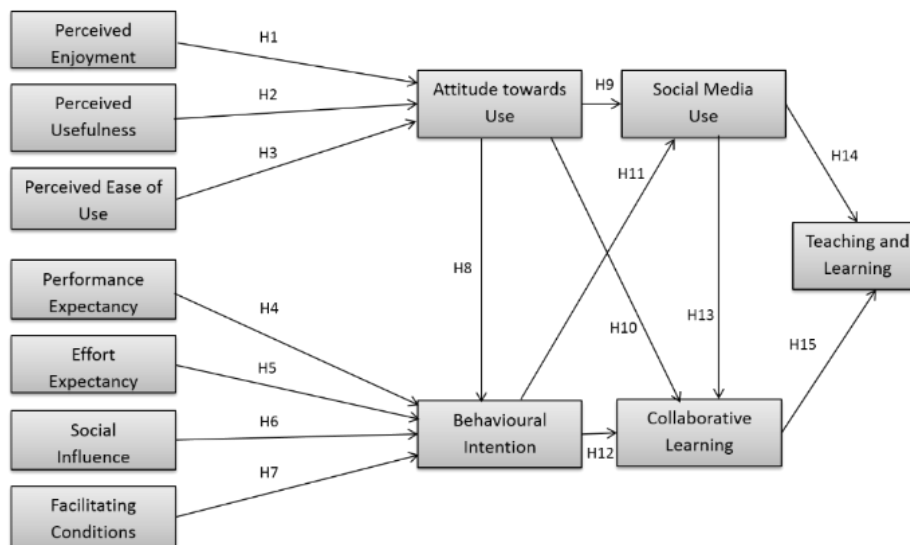 Perceived
Enjoyment
Perceived
Usefulness
Perceived Ease of
Use
Performance
Expectancy
Effort
Expectancy
Social
Influence
Facilitating
Conditions
H1
H2
H3
H4
H5
H6
H7
Attitude towards
Use
H8
Behavioural
Intention
H9
H11
H10
H12
Social Media
Use
H13
Collaborative
Learning
H14
H15
Teaching and
Learning